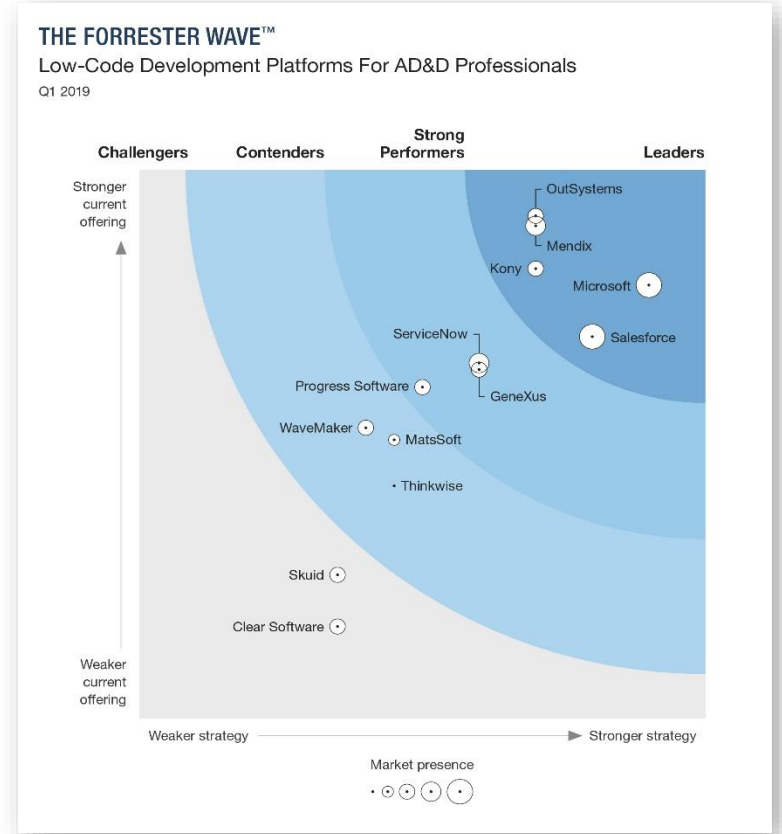 THE FORRESTER WAVE™
Low-Code Development Platforms For AD&D Professionals
Q1 2019
Challengers
Contenders
Strong
Performers
Leaders
Stronger
current
offering
OutSystems
Mendix
Kony
Microsoft
ServiceNow
Salesforce
Progress Software
GeneXus
WaveMaker
MatsSoft
Thinkwise
Skuid
Clear Software
Weaker
current
offering
Weaker strategy
Stronger strategy
Market presence